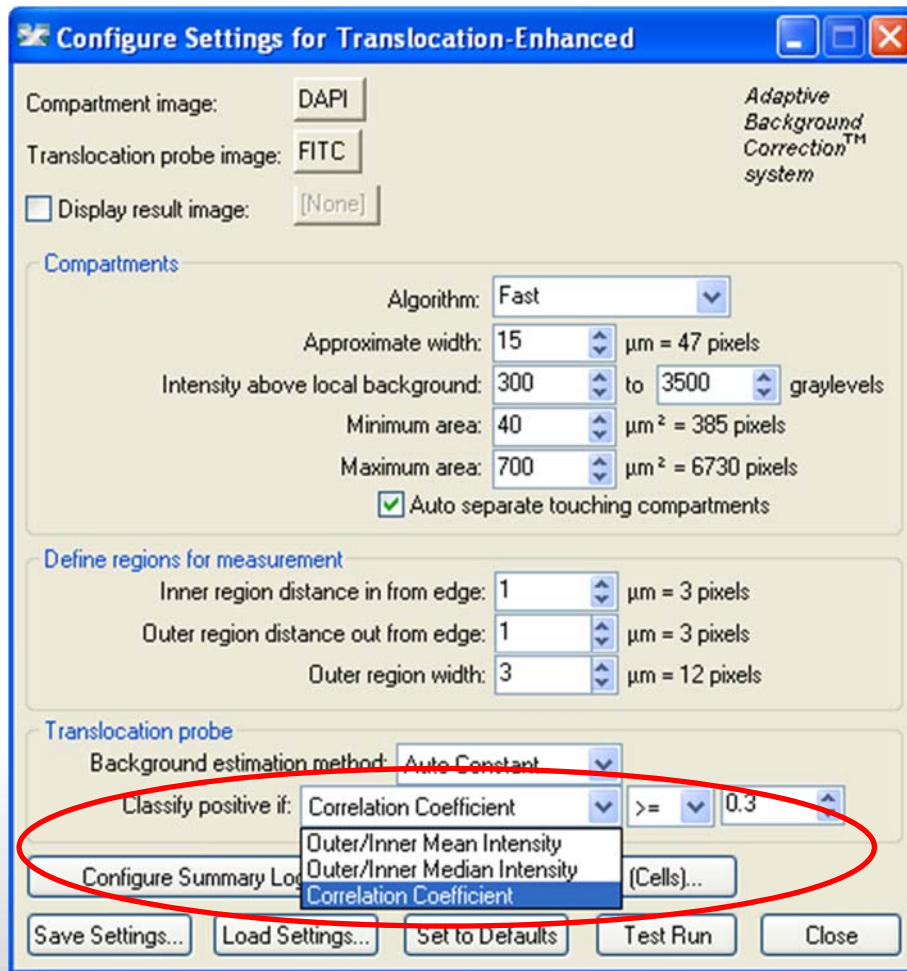 Configure Settings for Translocation-Enhanced
Compartment image: DAPI
Translocation probe image: FITC
Display result image: [None]
Adaptive
Background
Correction™
system
Compartments
Algorithm: Fast
Approximate width: 15 µm = 47 pixels
Intensity above local background: 300 to 3500 graylevels
Minimum area: 40 µm² = 385 pixels
Maximum area: 700 µm² = 6730 pixels
Auto separate touching compartments
Define regions for measurement
Inner region distance in from edge: 1 µm = 3 pixels
Outer region distance out from edge: 1 µm = 3 pixels
Outer region width: 3 µm = 12 pixels
Translocation probe
Background estimation method: Auto Constant
Classify positive if: Correlation Coefficient >= 0.3
Outer/Inner Mean Intensity
Outer/Inner Median Intensity
Correlation Coefficient
Configure Summary Log (Cells)...
Save Settings... Load Settings... Set to Defaults Test Run Close